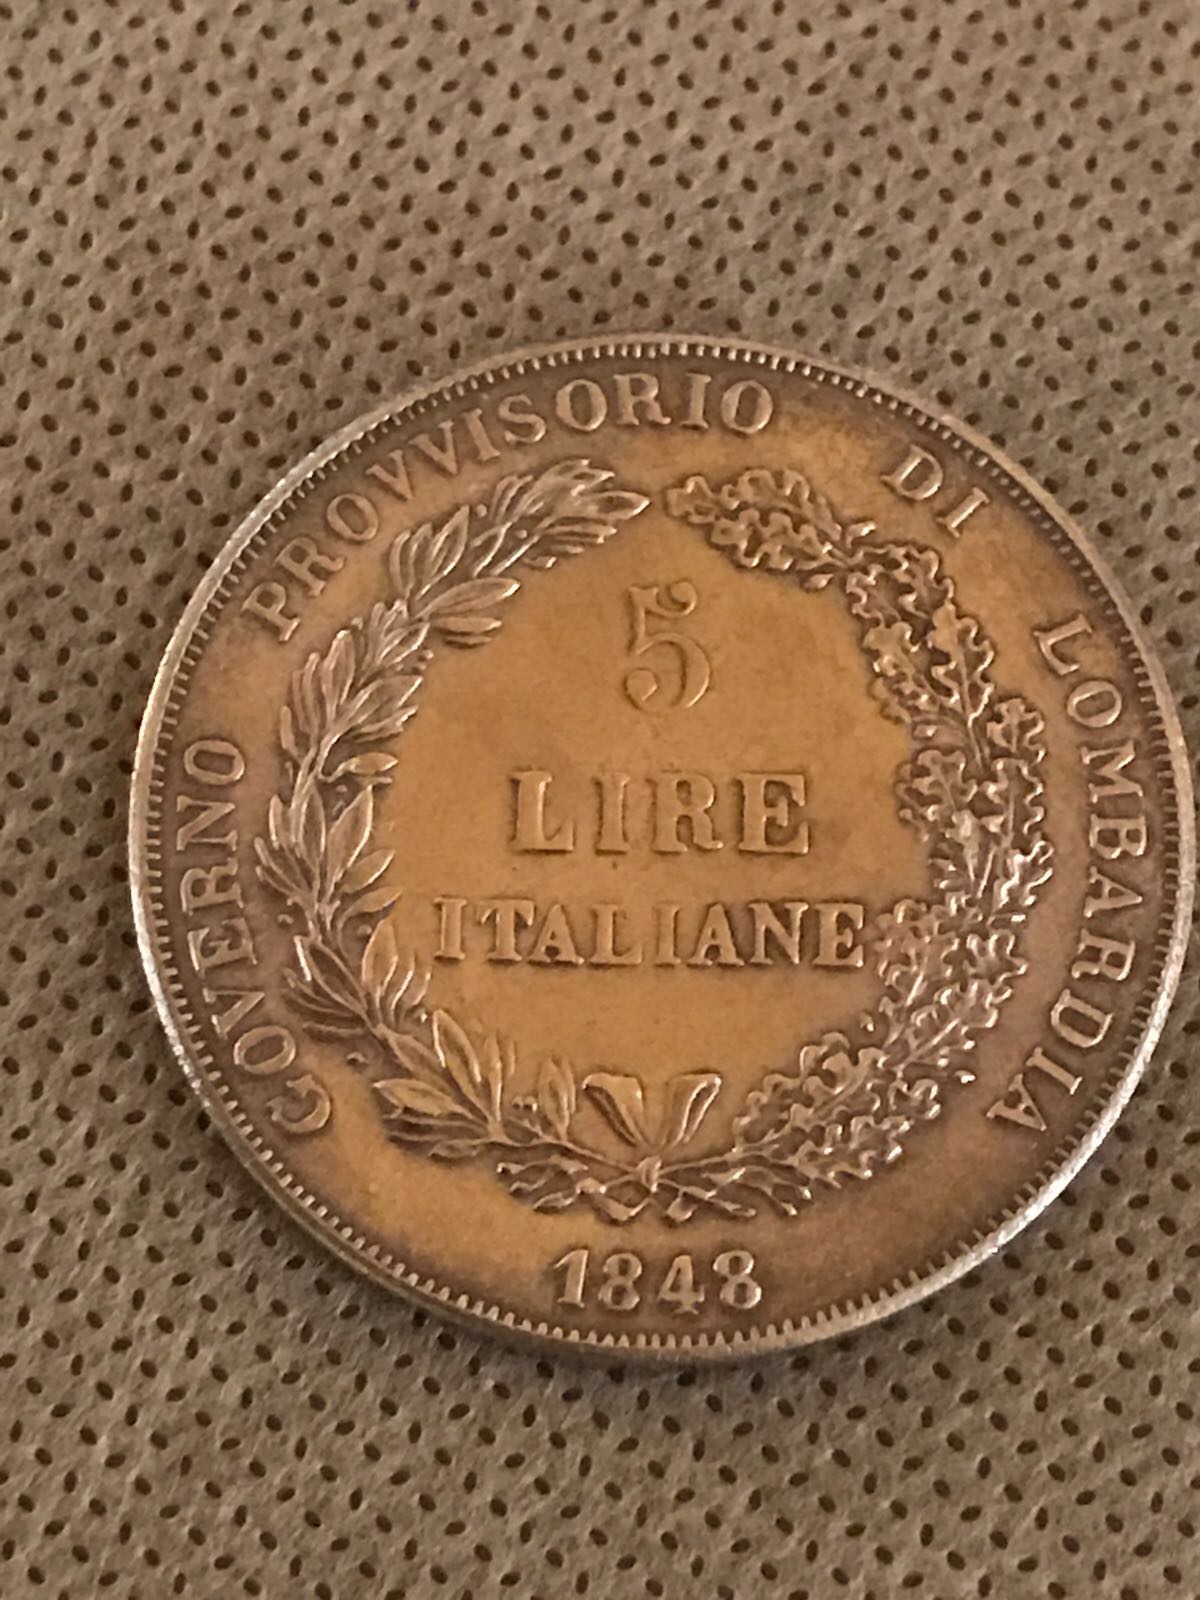 GOVERNO PROVVISORIO DI LOMBARDIA
5
LIRE
ITALIANE
1848